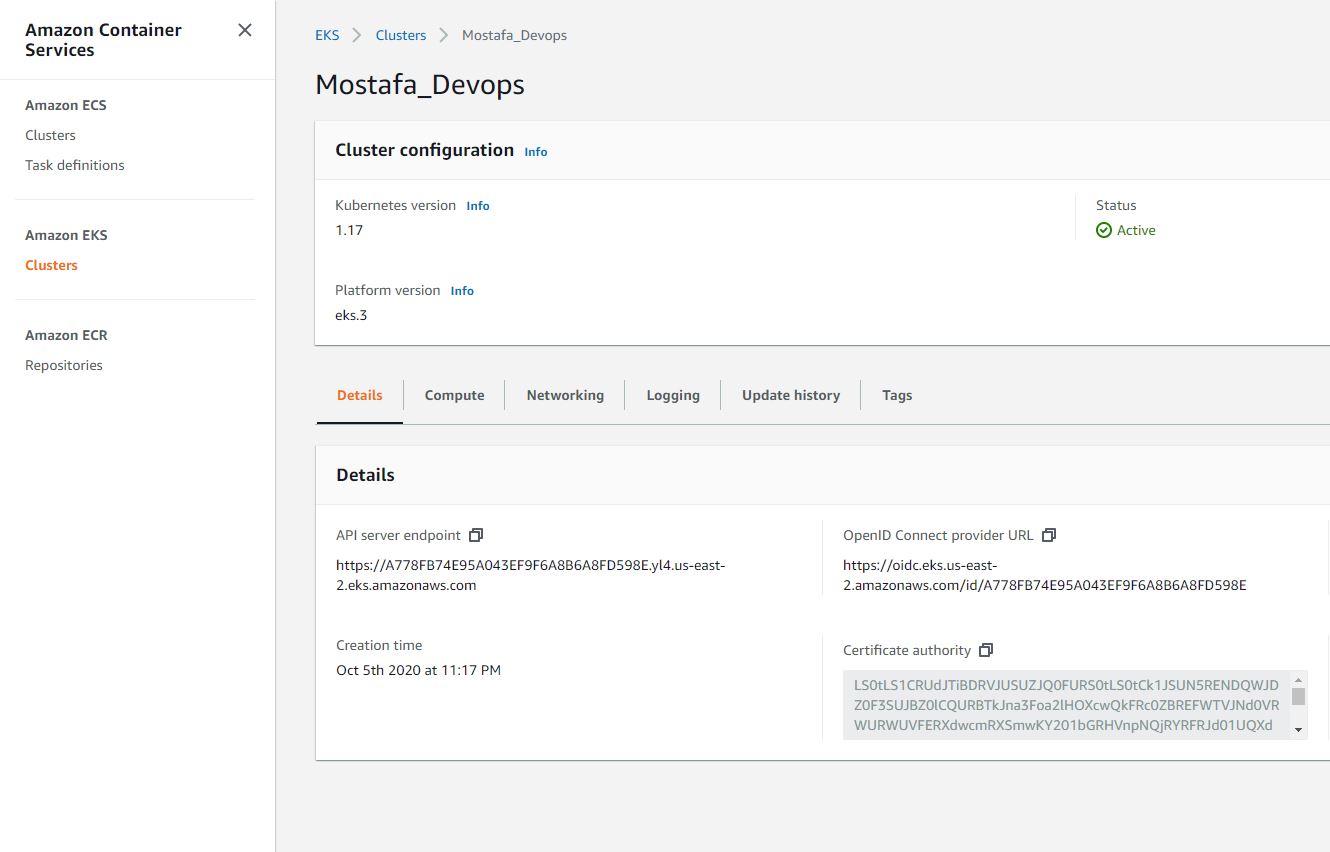 Amazon Container
Services
Amazon ECS
Clusters
Task definitions
Amazon EKS
Clusters
Amazon ECR
Repositories
EKS > Clusters > Mostafa_Devops
Mostafa_Devops
Cluster configuration Info
Kubernetes version Info
1.17
Status
Active
Platform version Info
eks.3
Details
Compute
Networking
Logging
Update history
Tags
Details
API server endpoint
https://A778FB74E95A043EF9F6A8B6A8FD598E.yl4.us-east-
2.eks.amazonaws.com
OpenID Connect provider URL
https://oidc.eks.us-east-
2.amazonaws.com/id/A778FB74E95A043EF9F6A8B6A8FD598E
Creation time
Oct 5th 2020 at 11:17 PM
Certificate authority
LS0tLS1CRUdJTiBDRVJUSUZJQ0FURS0tLS0tCk1JSUN5RENDQWJD
Z0F3SUJBZ0lCQURBTkJna3Foa2lHOXcwQkFRc0ZBREFWTVJNd0VR
WURWUVFERXdwcmRXSmwKY201bGRHVnpNQjRYRFRJd01UQXd